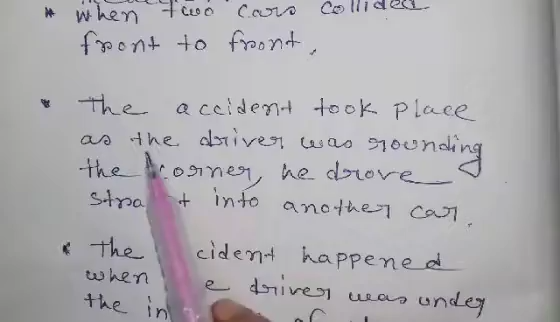 * when two cars collided
front to front.
* The accident took place
as the driver was rounding
the corner, he drove
into another car.
* The happened
when driver was under
the